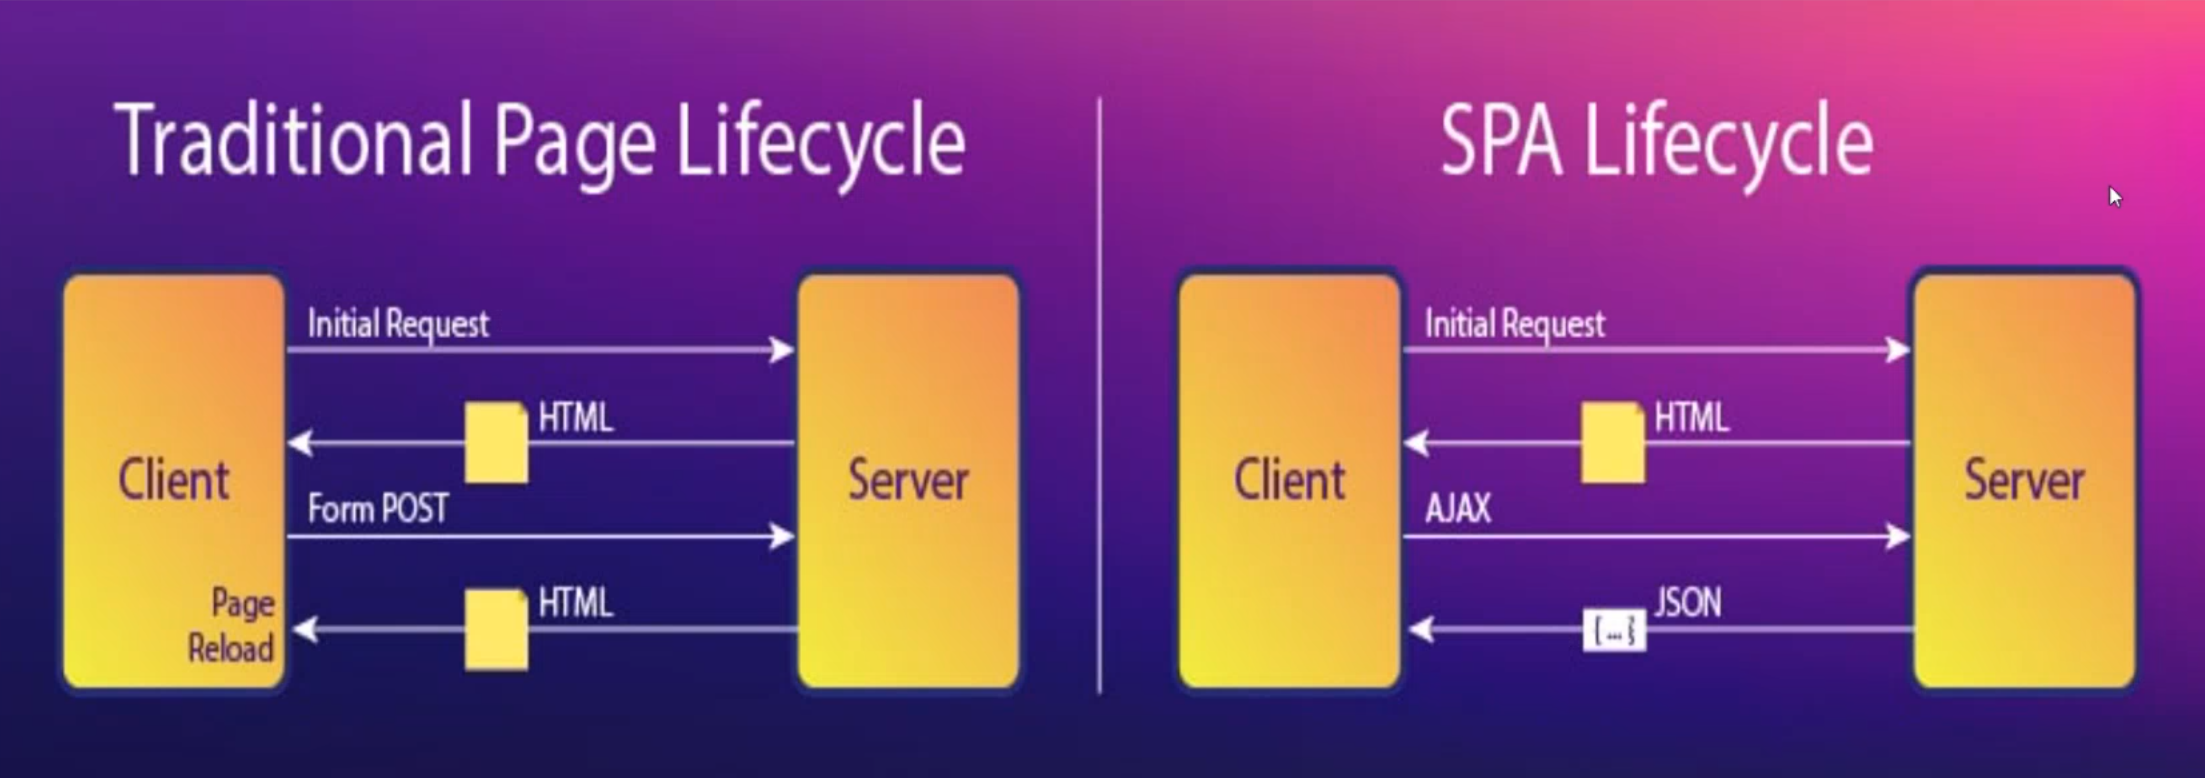 Traditional Page Lifecycle
Client
Initial Request
HTML
Form POST
HTML
Page
Reload
Server
SPA Lifecycle
Client
Initial Request
HTML
AJAX
JSON
{...}
Server